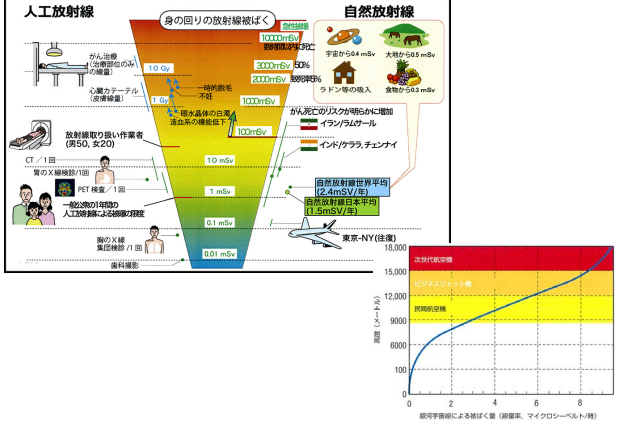 人工放射線
身の回りの放射線被ばく
自然放射線
急性被曝
10000mSv
3000mSv
50%
2000mSv
1000mSv
100mSv
10 mSv
1 mSv
0.1 mSv
0.01 mSv
がん治療
(治療部位のみ
の線量)
10 Gy
心臓カテーテル
(皮膚線量)
1 Gy
一時的脱毛
不妊
眼水晶体の白濁
造血系の機能低下
放射線取り扱い作業者
(男50, 女20)
CT/1回
胃のX線検診/1回
PET 検査/1回
一般公衆の1年間の
人工放射線による被曝の限度
胸のX線
集団検診/1回
歯科撮影
宇宙から0.4 mSv
大地から0.5 mSv
ラドン等の吸入
食物から0.3 mSv
がん死亡のリスクが明らかに増加
イラン/ラムサール
インド/ケララ、チェンナイ
自然放射線世界平均
(2.4mSV/年)
自然放射線日本平均
(1.5mSV/年)
東京-NY(往復)
高度(メートル)
18,000
15,000
12,000
9000
6000
100
0
次世代航空機
ビジネスジェット機
民間航空機
0
2
4
6
8
銀河宇宙線による被ばく量(線量率、マイクロシーベルト/時)